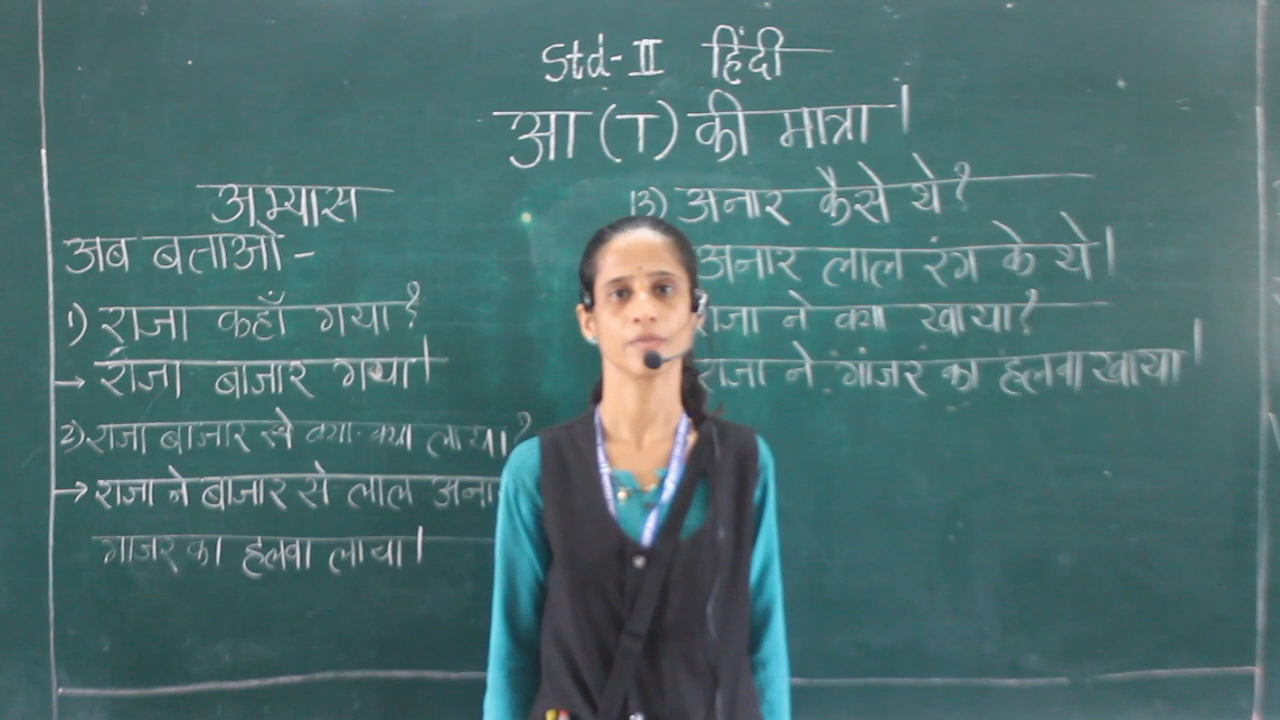 Std-II हिंदी
आ (ा) की मात्रा।
अभ्यास
अब बताओ -
1) राजा कहाँ गया?
→ राजा बाजार गया।
2) राजा बाजार से क्या-क्या लाया?
→ राजा ने बाजार से लाल
गाजर का हलवा लाया।
3) अनार कैसे थे?
अनार लाल रंग के थे।
राजा ने क्या खाया?
राजा ने गाजर का हलवा खाया।